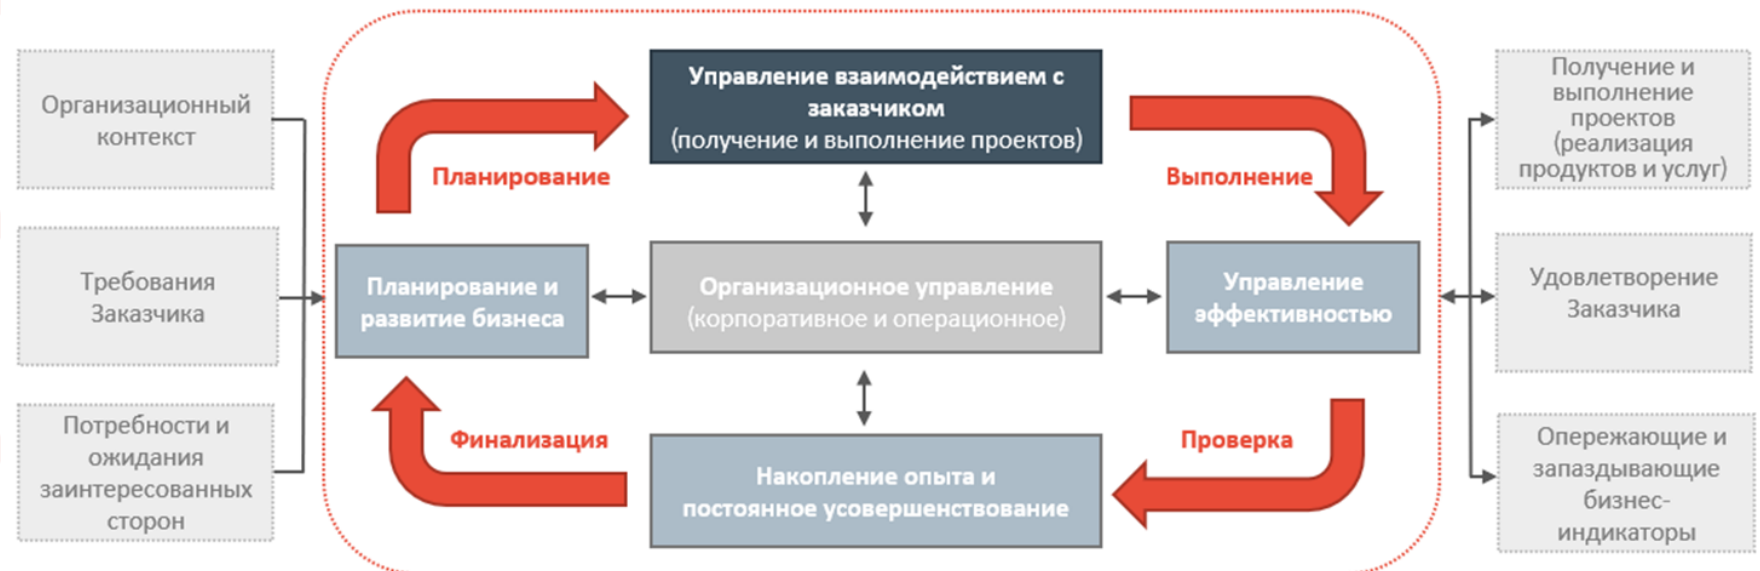 Организационный
контекст
Требования
Заказчика
Потребности и
ожидания
заинтересованных
сторон
Управление взаимодействием с
заказчиком
(получение и выполнение проектов)
Планирование
Выполнение
Планирование и
развитие бизнеса
Организационное управление
(корпоративное и операционное)
Управление
эффективностью
Финализация
Проверка
Накопление опыта и
постоянное усовершенствование
Получение и
выполнение
проектов
(реализация
продуктов и услуг)
Удовлетворение
Заказчика
Опережающие и
запаздывающие
бизнес-
индикаторы